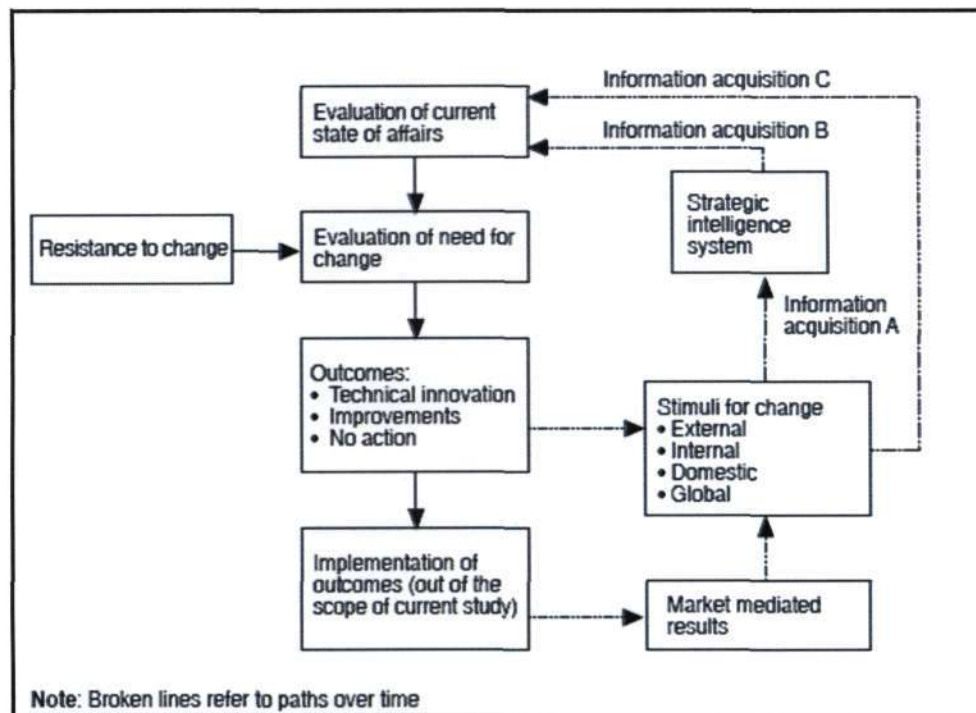 Information acquisition C
Evaluation of current
state of affairs
Information acquisition B
Strategic
intelligence
system
Resistance to change
Evaluation of need for
change
Information
acquisition A
Outcomes:
• Technical innovation
• Improvements
• No action
Stimuli for change
• External
• Internal
• Domestic
• Global
Implementation of
outcomes (out of the
scope of current study)
Market mediated
results
Note: Broken lines refer to paths over time